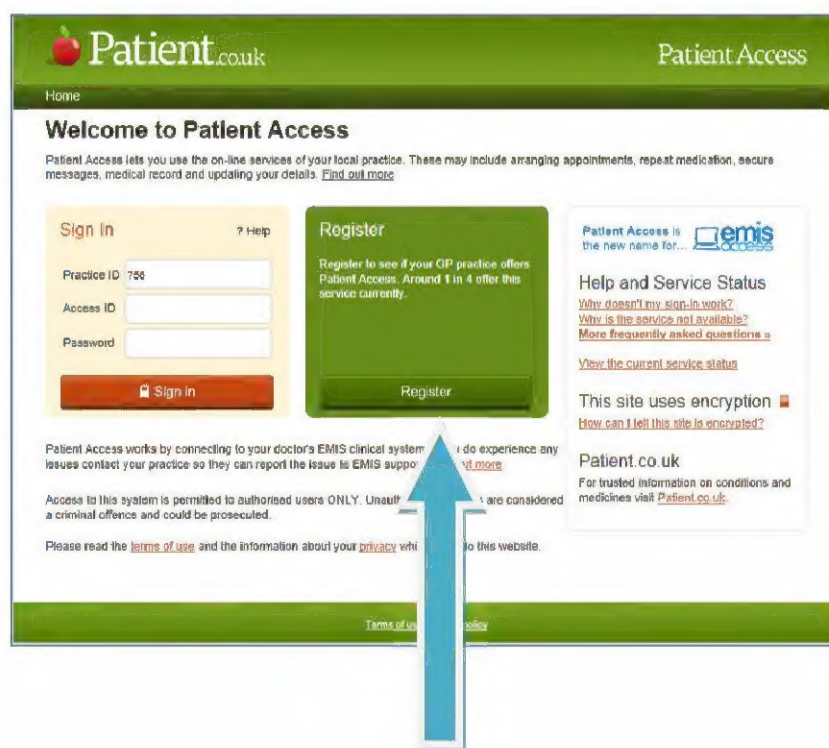 Patient.co.uk
Patient Access
Home
Welcome to Patient Access
Patient Access lets you use the on-line services of your local practice. These may include arranging appointments, repeat medication, secure
messages, medical record and updating your details. Find out more
Sign In
? Help
Practice ID 756
Access ID
Password
Sign In
Register
Register to see if your GP practice offers
Patient Access. Around 1 in 4 offer this
service currently.
Register
Patient Access is
the new name for...
emis
access
Help and Service Status
Why doesn't my sign-in work?
Why is the service not available?
More frequently asked questions »
View the current service status
This site uses encryption
How can I tell this site is encrypted?
Patient.co.uk
For trusted information on conditions and
medicines visit Patient.co.uk.
Patient Access works by connecting to your doctor's EMIS clinical system do experience any
issues contact your practice so they can report the issue to EMIS more
Access to this system is permitted to authorised users ONLY. are considered
a criminal offence and could be prosecuted.
Please read the terms of use and the information about your privacy this website.
Terms of policy